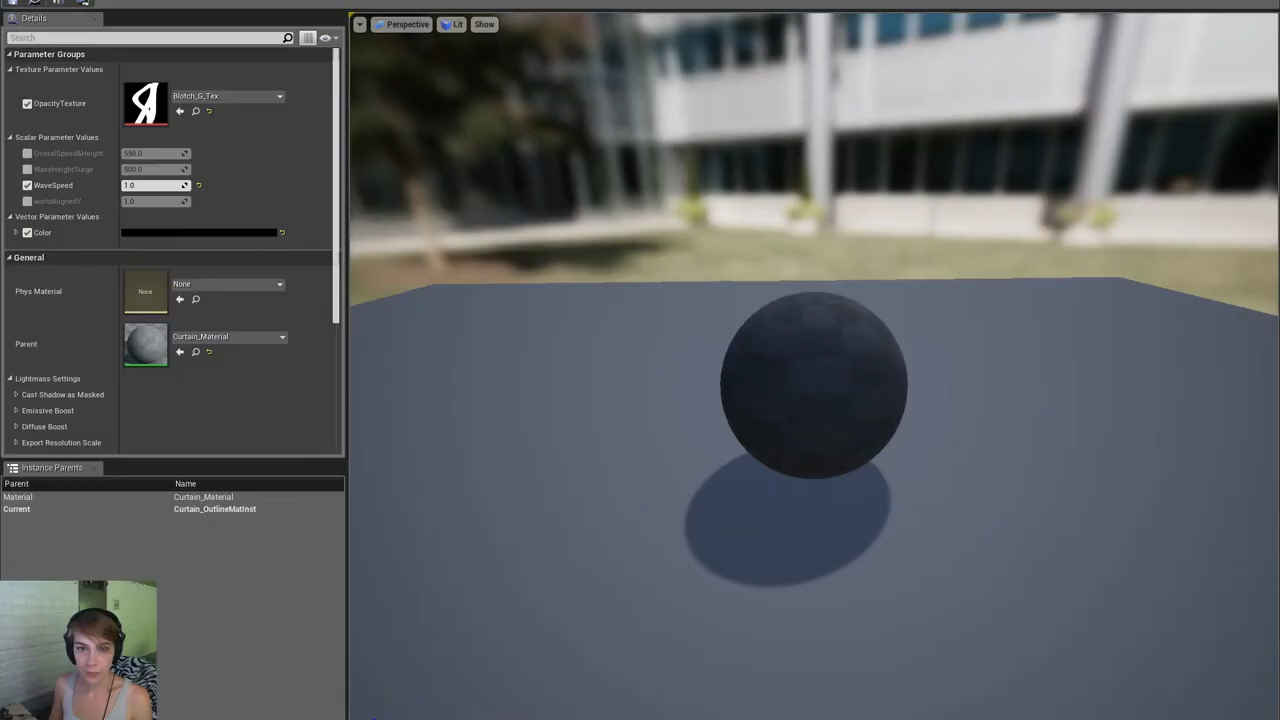 Details
Perspective
Lit
Show
Search
Parameter Groups
Texture Parameter Values
OpacityTexture
Blotch_G_Tex
Scalar Parameter Values
OveralSpeed&Height 550.0
WaveHeightSurge 500.0
WaveSpeed 1.0
worldAlignedY 1.0
Vector Parameter Values
Color
General
Phys Material
None
None
Parent
Curtain_Material
Lightmass Settings
Cast Shadow as Masked
Emissive Boost
Diffuse Boost
Export Resolution Scale
Instance Parents
Parent Name
Material Curtain_Material
Current Curtain_OutlineMatInst